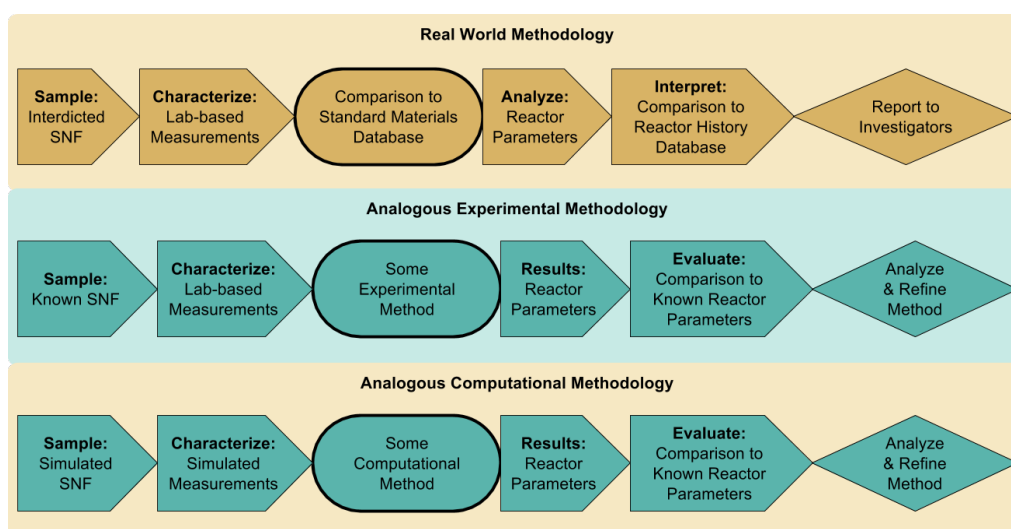 Real World Methodology
Sample:
Interdicted
SNF
Characterize:
Lab-based
Measurements
Comparison to
Standard Materials
Database
Analyze:
Reactor
Parameters
Interpret:
Comparison to
Reactor History
Database
Report to
Investigators
Analogous Experimental Methodology
Sample:
Known SNF
Characterize:
Lab-based
Measurements
Some
Experimental
Method
Results:
Reactor
Parameters
Evaluate:
Comparison to
Known Reactor
Parameters
Analyze
& Refine
Method
Analogous Computational Methodology
Sample:
Simulated
SNF
Characterize:
Simulated
Measurements
Some
Computational
Method
Results:
Reactor
Parameters
Evaluate:
Comparison to
Known Reactor
Parameters
Analyze
& Refine
Method